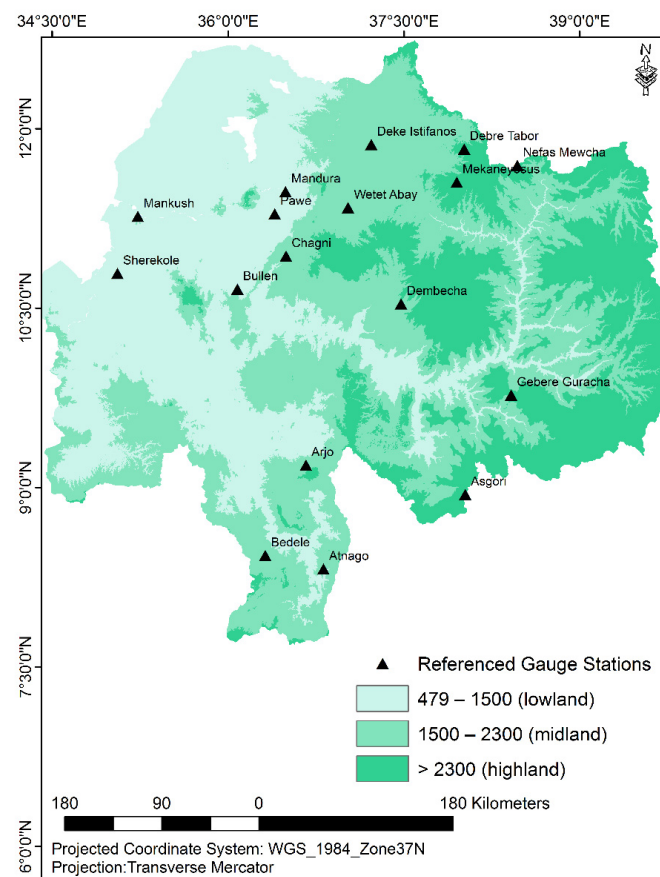 34°30'0"E 36°0'0"E 37°30'0"E 39°0'0"E
N
12°0'0"N
10°30'0"N
9°0'0"N
7°30'0"N
6°0'0"N
Deke Istifanos
Debre Tabor
Nefas Mewcha
Mekaneyesus
Mandura
Pawe
Wetet Abay
Mankush
Chagni
Sherekole
Bullen
Dembecha
Gebere Guracha
Arjo
Asgori
Bedele
Atnago
Referenced Gauge Stations
479 – 1500 (lowland)
1500 – 2300 (midland)
> 2300 (highland)
180 90 0 180 Kilometers
Projected Coordinate System: WGS_1984_Zone37N
Projection:Transverse Mercator